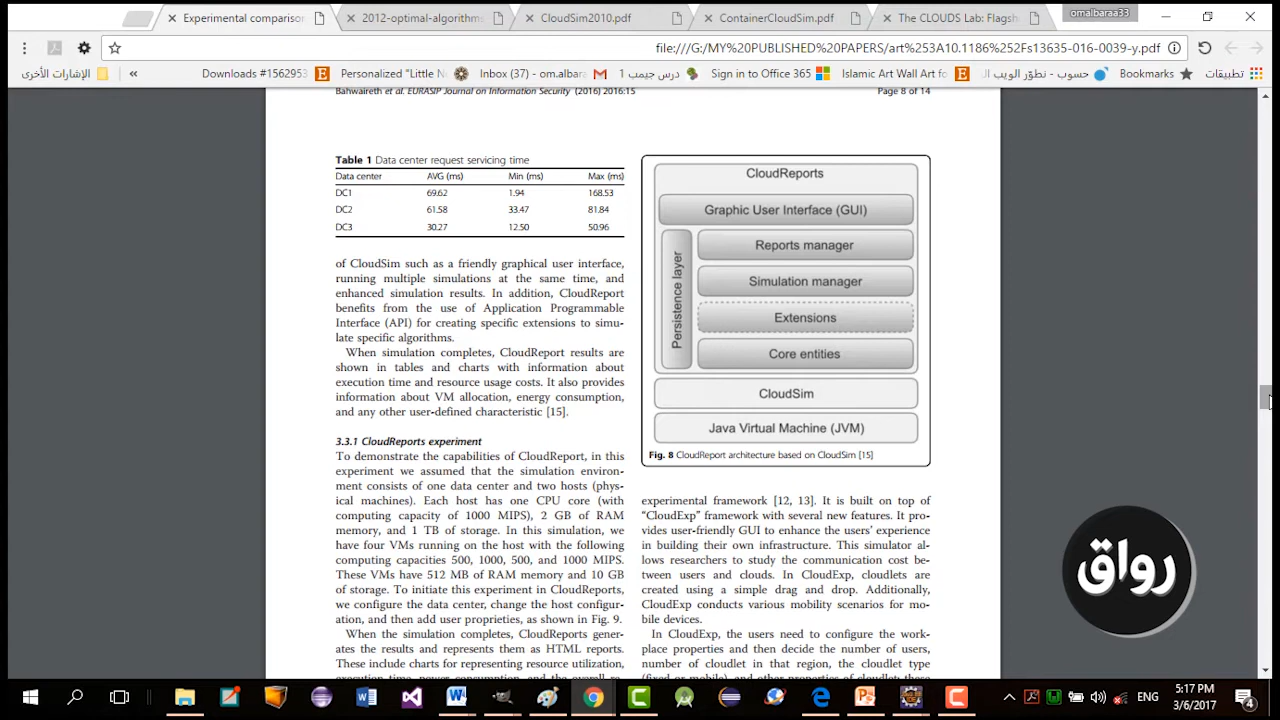 Experimental comparison
2012-optimal-algorithms
CloudSim2010.pdf
ContainerCloudSim.pdf
The CLOUDS Lab: Flagsh
omalbaraa33
file:///G:/MY%20PUBLISHED%20PAPERS/art%253A10.1186%252Fs13635-016-0039-y.pdf
الإشارات الأخرى
«
Downloads #1562953
Personalized "Little N
Inbox (37) - omjelbar
درس جيمب 1
Sign in to Office 365
Islamic Art Wall Art fo
حسوب - نطوّر الويب ال
Bookmarks
تطبيقات
Bahwaireth et al. EURASIP Journal on Information Security (2016) 2016:15
Page 8 of 14
Table 1 Data center request servicing time
Data center AVG (ms) Min (ms) Max (ms)
DC1 69.62 1.94 168.53
DC2 61.58 33.47 81.84
DC3 30.27 12.50 50.96
of CloudSim such as a friendly graphical user interface,
running multiple simulations at the same time, and
enhanced simulation results. In addition, CloudReport
benefits from the use of Application Programmable
Interface (API) for creating specific extensions to simu-
late specific algorithms.
When simulation completes, CloudReport results are
shown in tables and charts with information about
execution time and resource usage costs. It also provides
information about VM allocation, energy consumption,
and any other user-defined characteristic [15].
3.3.1 CloudReports experiment
To demonstrate the capabilities of CloudReport, in this
experiment we assumed that the simulation environ-
ment consists of one data center and two hosts (phys-
ical machines). Each host has one CPU core (with
computing capacity of 1000 MIPS), 2 GB of RAM
memory, and 1 TB of storage. In this simulation, we
have four VMs running on the host with the following
computing capacities 500, 1000, 500, and 1000 MIPS.
These VMs have 512 MB of RAM memory and 10 GB
of storage. To initiate this experiment in CloudReports,
we configure the data center, change the host configur-
ation, and then add user proprieties, as shown in Fig. 9.
When the simulation completes, CloudReports gener-
ates the results and represents them as HTML reports.
These include charts for representing resource utilization,
execution time, power consumption, and the overall re-
CloudReports
Graphic User Interface (GUI)
Persistence layer
Reports manager
Simulation manager
Extensions
Core entities
CloudSim
Java Virtual Machine (JVM)
Fig. 8 CloudReport architecture based on CloudSim [15]
experimental framework [12, 13]. It is built on top of
"CloudExp" framework with several new features. It pro-
vides user-friendly GUI to enhance the users' experience
in building their own infrastructure. This simulator al-
lows researchers to study the communication cost be-
tween users and clouds. In CloudExp, cloudlets are
created using a simple drag and drop. Additionally,
CloudExp conducts various mobility scenarios for mo-
bile devices.
In CloudExp, the users need to configure the work-
place properties and then decide the number of users,
number of cloudlet in that region, the cloudlet type
(fixed or mobile), and other properties of cloudlets these
رواق
ENG
5:17 PM
3/6/2017
4